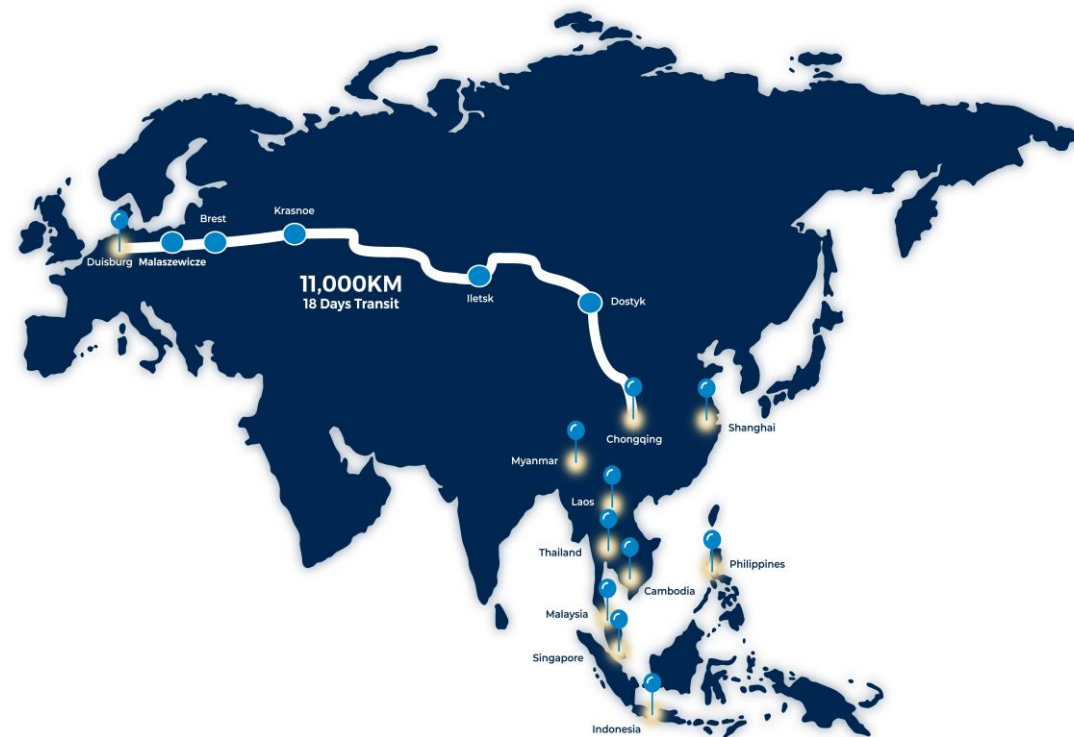 Brest
Krasnoe
Duisburg
Malaszewicze
11,000KM
18 Days Transit
Iletsk
Dostyk
Chongqing
Shanghai
Myanmar
Laos
Thailand
Philippines
Cambodia
Malaysia
Singapore
Indonesia